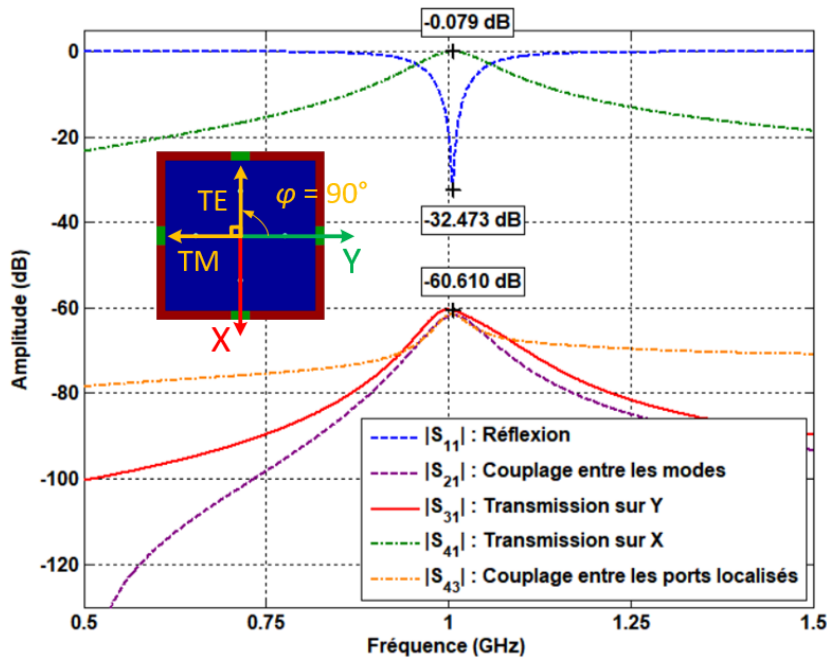 -0.079 dB
0
-20
-40
-60
-80
-100
-120
Amplitude (dB)
TE
φ = 90°
TM
Y
X
-32.473 dB
-60.610 dB
|S11| : Réflexion
|S21| : Couplage entre les modes
|S31| : Transmission sur Y
|S41| : Transmission sur X
|S43| : Couplage entre les ports localisés
0.5 0.75 1 1.25 1.5
Fréquence (GHz)